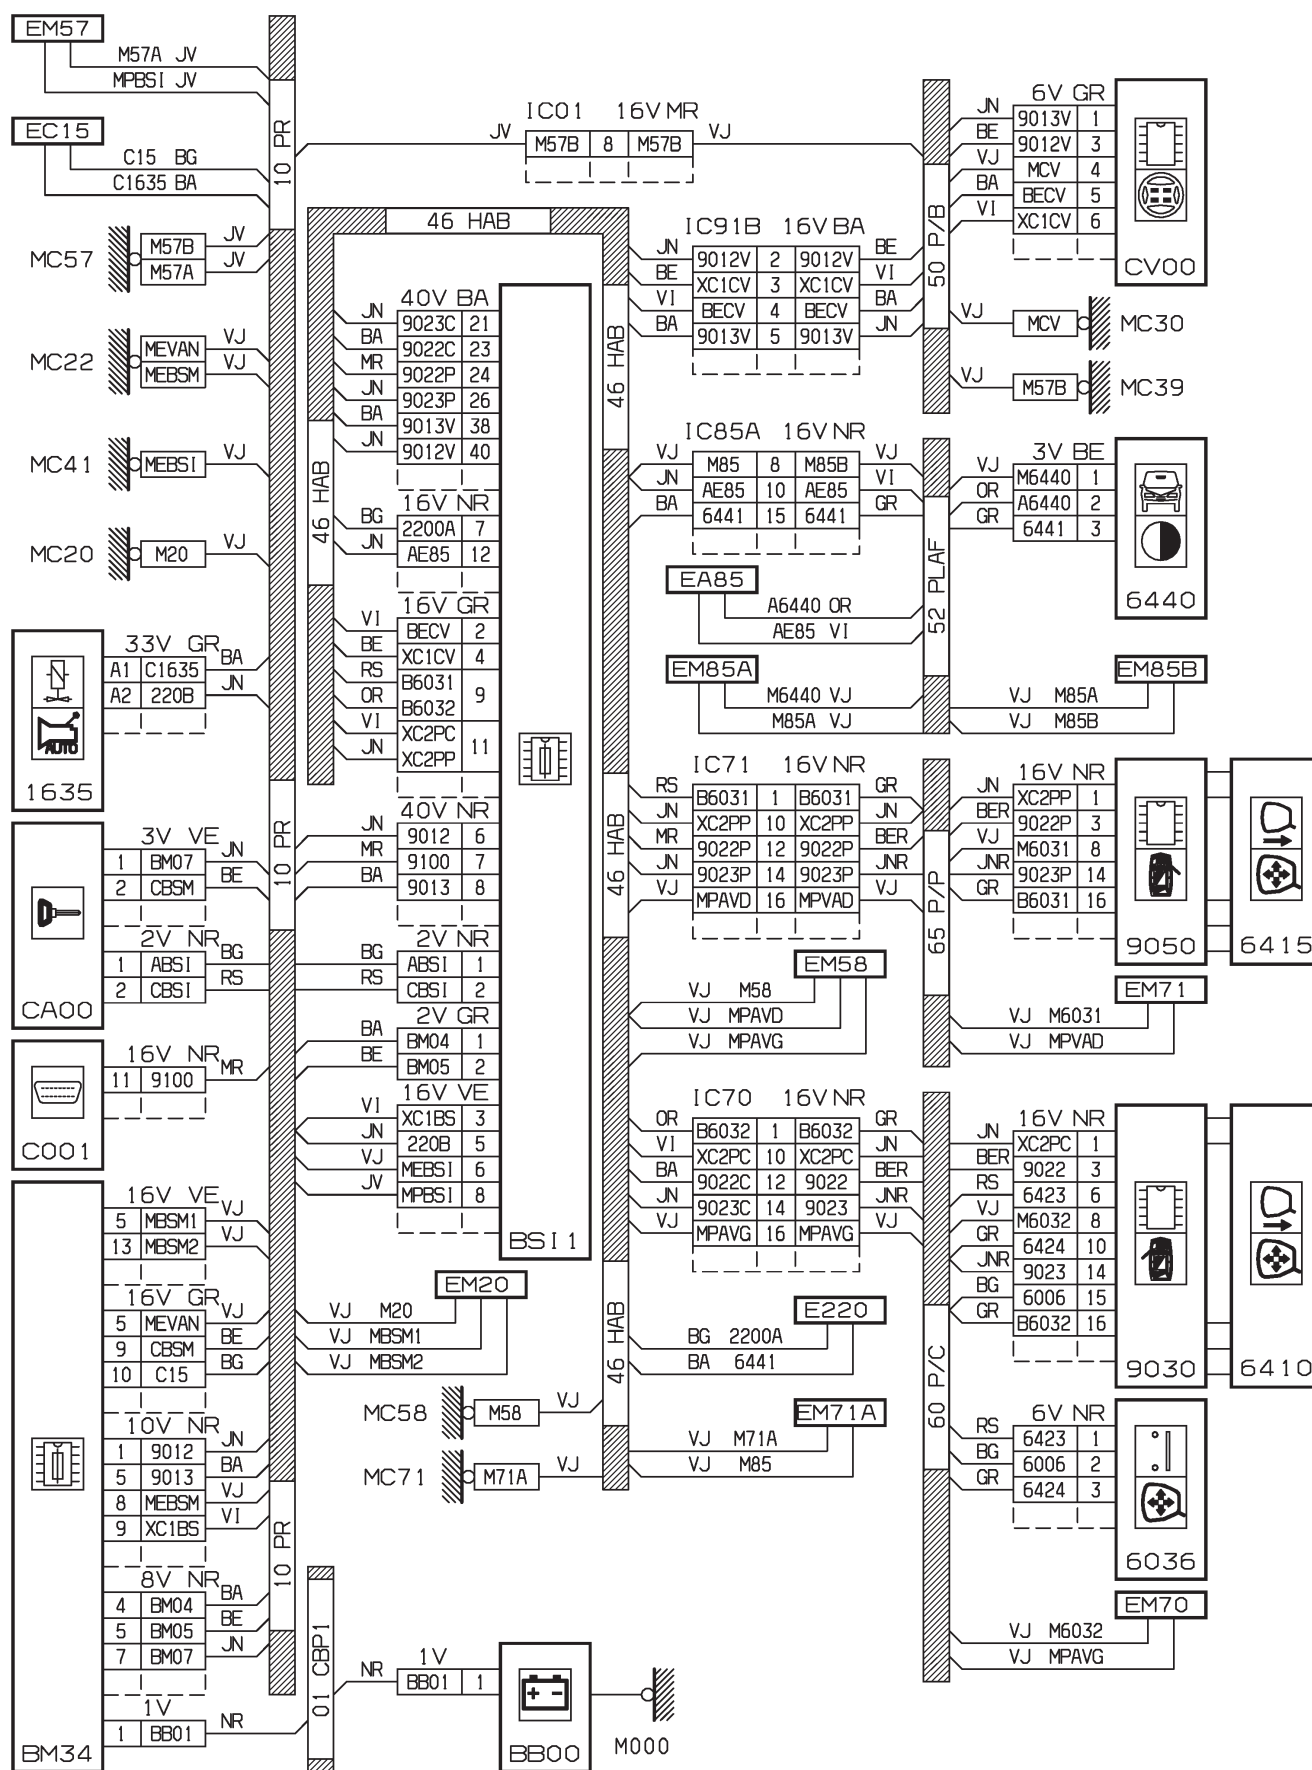 EM57
M57A JV
MPBSI JV
EC15
C15 BG
C1635 BA
10 PR
MC57
M57B JV
M57A JV
MC22
MEVAN VJ
MEBSM VJ
MC41
MEBSI VJ
MC20
M20 VJ
33V GR
A1 C1635 BA
A2 220B JN
AUTO
1635
10 PR
3V VE
1 BM07 JN
2 CBSM BE
2V NR
1 ABSI BG
2 CBSI RS
CA00
16V NR
11 9100 MR
C001
16V VE
5 MBSM1 VJ
13 MBSM2 VJ
16V GR
5 MEVAN VJ
9 CBSM BE
10 C15 BG
10V NR
1 9012 JN
5 9013 BA
8 MEBSM VJ
9 XC1BS VI
10 PR
8V NR
4 BM04 BA
5 BM05 BE
7 BM07 JN
1V
1 BB01 NR
BM34
IC01 16V MR
JV M57B 8 M57B VJ
46 HAB
40V BA
JN 9023C 21
BA 9022C 23
MR 9022P 24
JN 9023P 26
BA 9013V 38
JN 9012V 40
46 HAB
16V NR
BG 2200A 7
JN AE85 12
16V GR
VI BECV 2
BE XC1CV 4
RS B6031 9
OR B6032
VI XC2PC 11
JN XC2PP
40V NR
JN 9012 6
MR 9100 7
BA 9013 8
2V NR
BG ABSI 1
RS CBSI 2
2V GR
BA BM04 1
BE BM05 2
16V VE
VI XC1BS 3
JN 220B 5
VJ MEBSI 6
JV MPBSI 8
BSI1
EM20
VJ M20
VJ MBSM1
VJ MBSM2
MC58
M58 VJ
MC71
M71A VJ
01 CBP1
1V
NR BB01 1
+ -
BB00
M000
46 HAB
IC91B 16V BA
JN 9012V 2 9012V BE
BE XC1CV 3 XC1CV VI
VI BECV 4 BECV BA
BA 9013V 5 9013V JN
IC85A 16V NR
VJ M85 8 M85B VJ
JN AE85 10 AE85 VI
BA 6441 15 6441 GR
EA85
A6440 OR
AE85 VI
EM85A
M6440 VJ
M85A VJ
46 HAB
IC71 16V NR
RS B6031 1 B6031 GR
JN XC2PP 10 XC2PP JN
MR 9022P 12 9022P BER
JN 9023P 14 9023P JNR
VJ MPAVD 16 MPVAD VJ
EM58
VJ M58
VJ MPAVD
VJ MPAVG
IC70 16V NR
OR B6032 1 B6032 GR
VI XC2PC 10 XC2PC JN
BA 9022C 12 9022 BER
JN 9023C 14 9023 JNR
VJ MPAVG 16 MPAVG VJ
46 HAB
E220
BG 2200A
BA 6441
EM71A
VJ M71A
VJ M85
50 P/B
6V GR
JN 9013V 1
BE 9012V 3
VJ MCV 4
BA BECV 5
VI XC1CV 6
CV00
VJ MCV MC30
VJ M57B MC39
52 PLAF
3V BE
VJ M6440 1
OR A6440 2
GR 6441 3
6440
EM85B
VJ M85A
VJ M85B
65 P/P
16V NR
JN XC2PP 1
BER 9022P 3
VJ M6031 8
JNR 9023P 14
GR B6031 16
9050
6415
EM71
VJ M6031
VJ MPVAD
60 P/C
16V NR
JN XC2PC 1
BER 9022 3
RS 6423 6
VJ M6032 8
GR 6424 10
JNR 9023 14
BG 6006 15
GR B6032 16
9030
6410
6V NR
RS 6423 1
BG 6006 2
GR 6424 3
6036
EM70
VJ M6032
VJ MPAVG